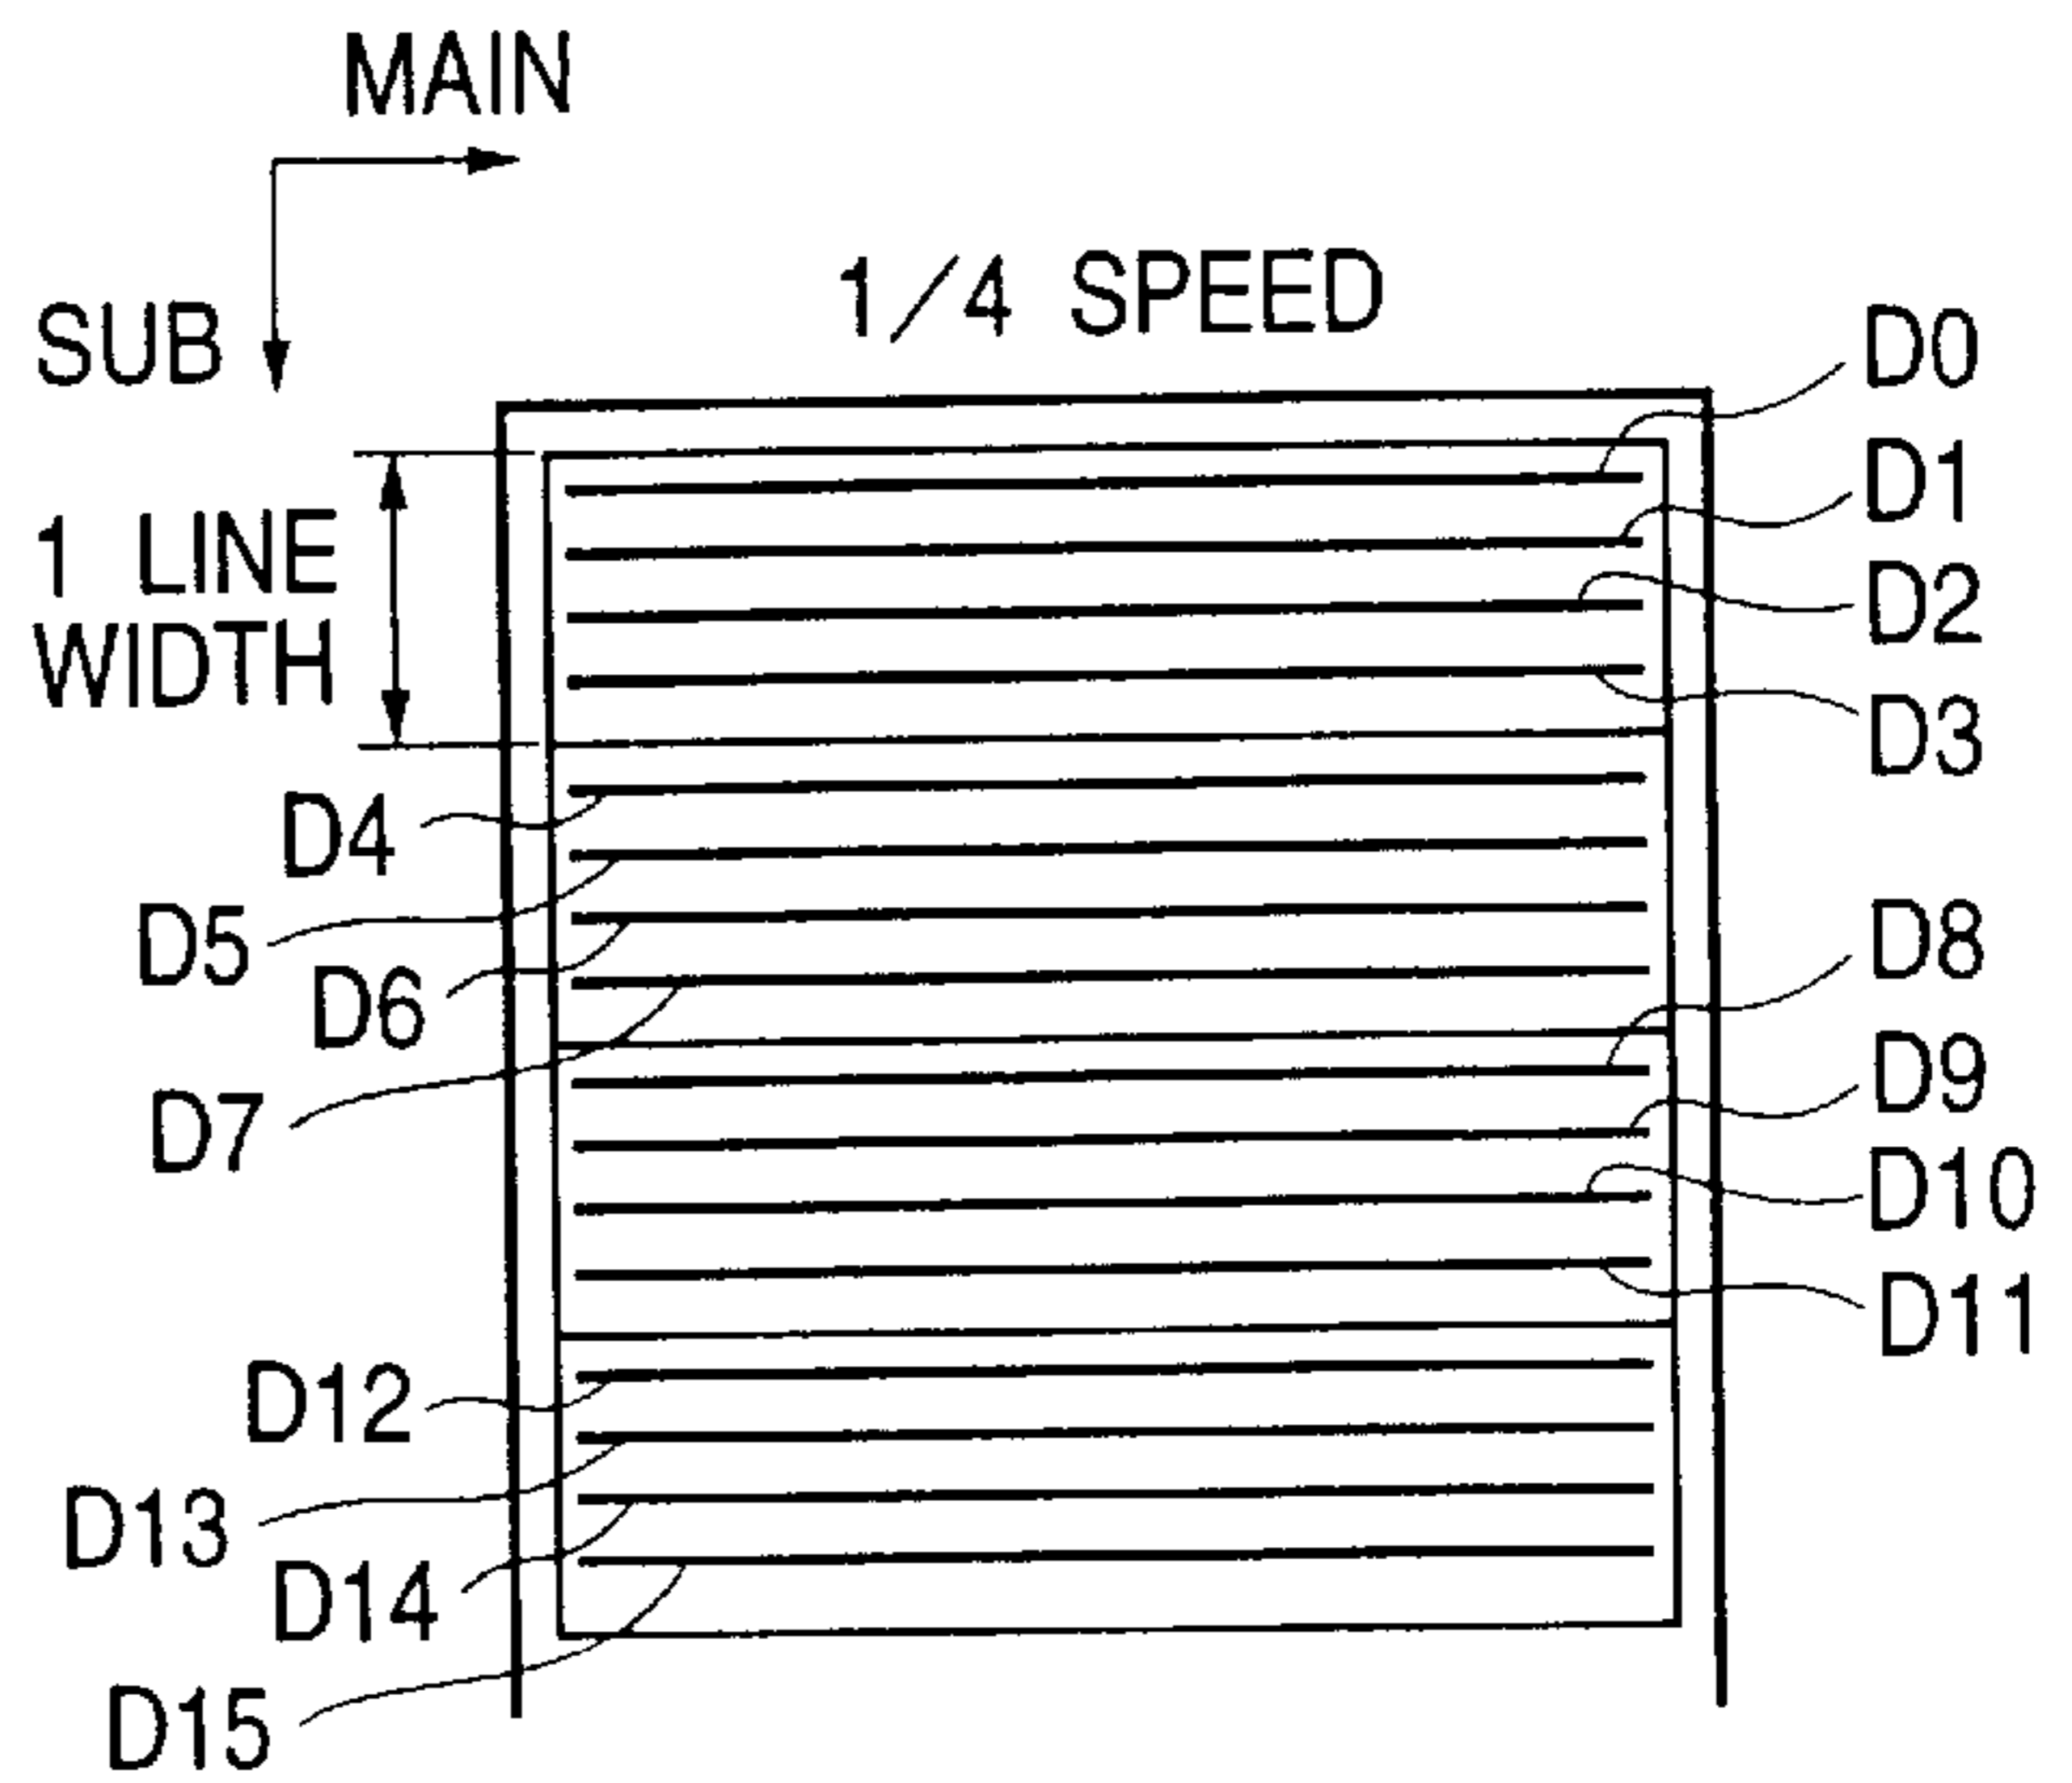 MAIN
SUB
1/4 SPEED
D0
D1
1 LINE
WIDTH
D2
D3
D4
D5
D6
D7
D8
D9
D10
D11
D12
D13
D14
D15